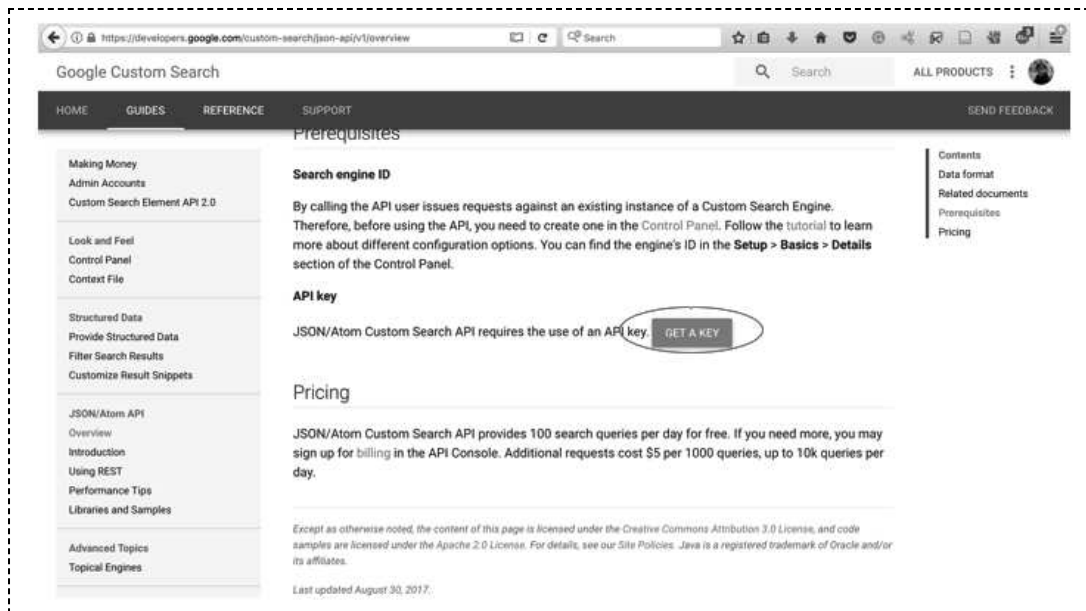 https://developers.google.com/custom-search/json-api/v1/overview
Search
Google Custom Search
Search
ALL PRODUCTS
HOME
GUIDES
REFERENCE
SUPPORT
SEND FEEDBACK
Making Money
Admin Accounts
Custom Search Element API 2.0
Look and Feel
Control Panel
Context File
Structured Data
Provide Structured Data
Filter Search Results
Customize Result Snippets
JSON/Atom API
Overview
Introduction
Using REST
Performance Tips
Libraries and Samples
Advanced Topics
Topical Engines
Prerequisites
Search engine ID
By calling the API user issues requests against an existing instance of a Custom Search Engine.
Therefore, before using the API, you need to create one in the Control Panel. Follow the tutorial to learn
more about different configuration options. You can find the engine's ID in the Setup > Basics > Details
section of the Control Panel.
API key
JSON/Atom Custom Search API requires the use of an API key. GET A KEY
Pricing
JSON/Atom Custom Search API provides 100 search queries per day for free. If you need more, you may
sign up for billing in the API Console. Additional requests cost $5 per 1000 queries, up to 10k queries per
day.
Except as otherwise noted, the content of this page is licensed under the Creative Commons Attribution 3.0 License, and code
samples are licensed under the Apache 2.0 License. For details, see our Site Policies. Java is a registered trademark of Oracle and/or
its affiliates.
Last updated August 30, 2017.
Contents
Data format
Related documents
Prerequisites
Pricing